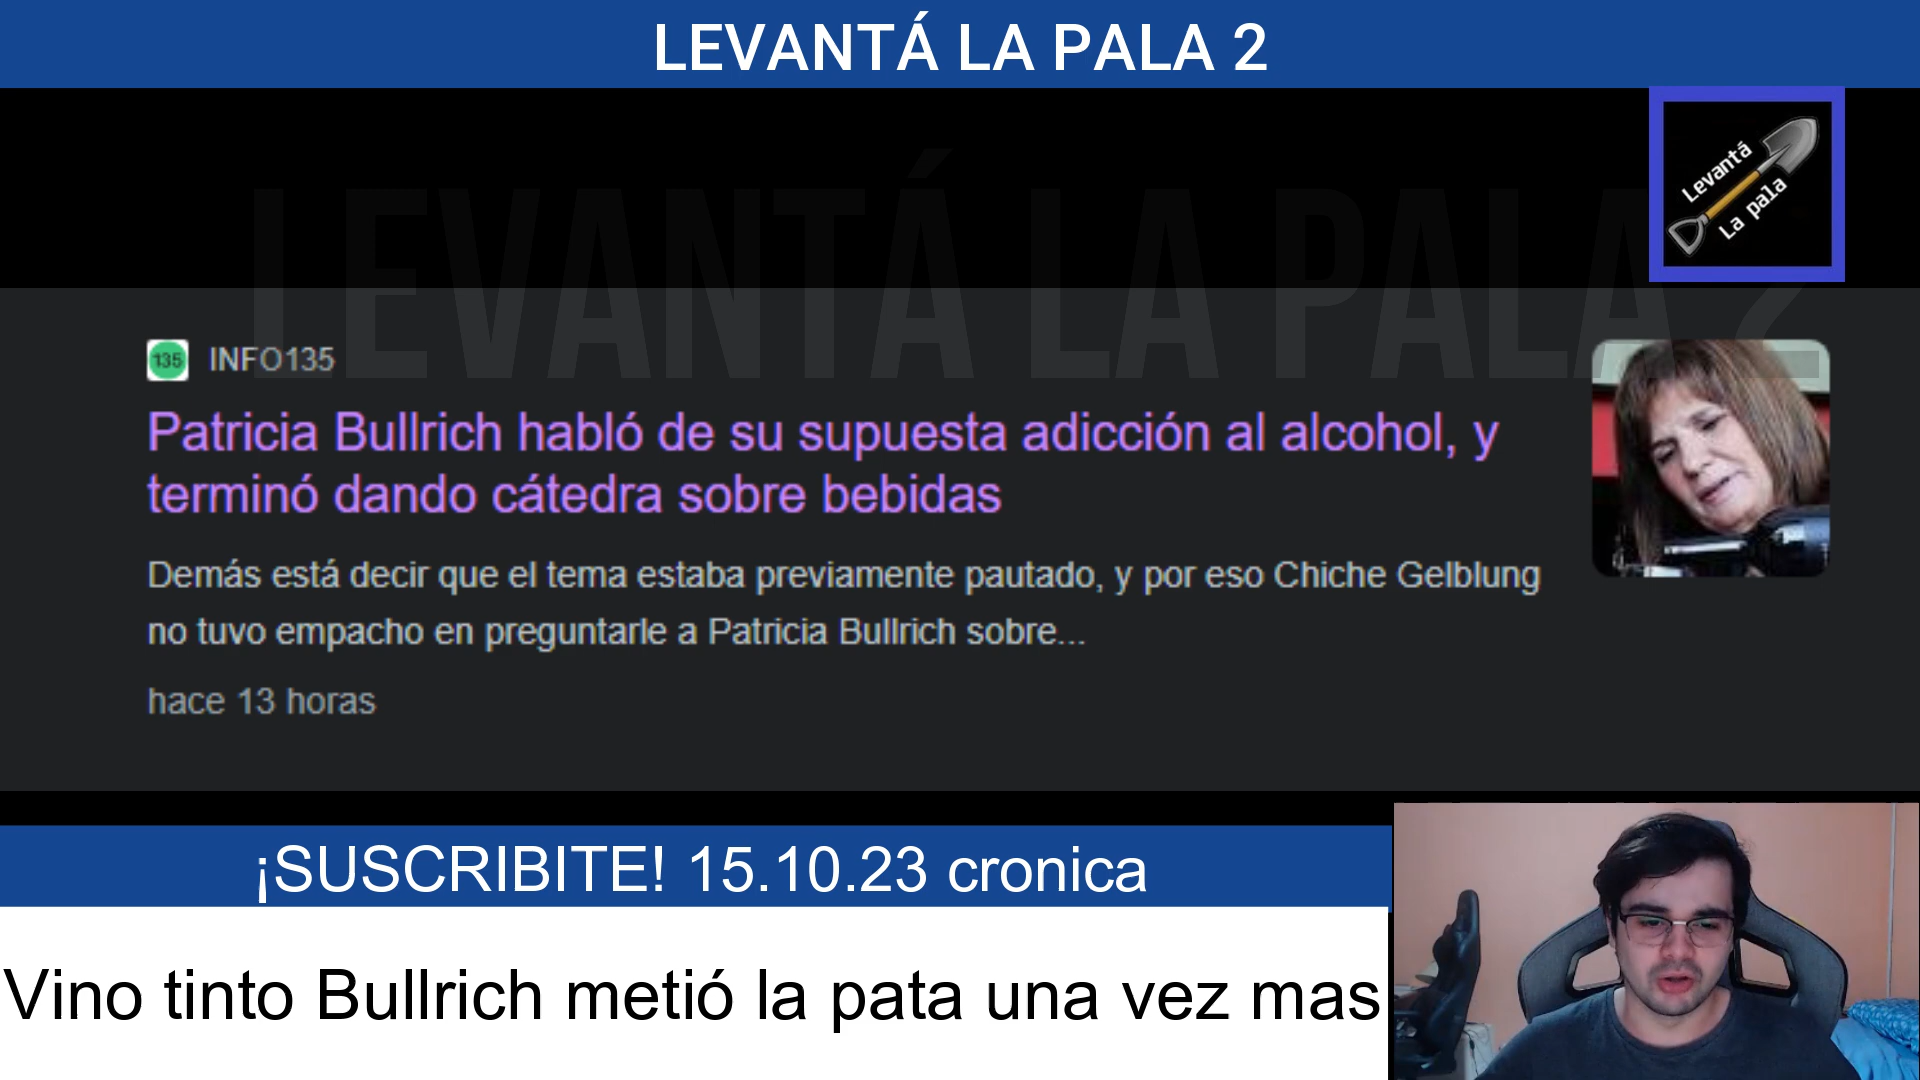 LEVANTÁ LA PALA 2
Levantá
La pala
LEVANTÁ LA PALA 2
135 INFO135
Patricia Bullrich habló de su supuesta adicción al alcohol, y
terminó dando cátedra sobre bebidas
Demás está decir que el tema estaba previamente pautado, y por eso Chiche Gelblung
no tuvo empacho en preguntarle a Patricia Bullrich sobre...
hace 13 horas
¡SUSCRIBITE! 15.10.23 cronica
Vino tinto Bullrich metió la pata una vez mas